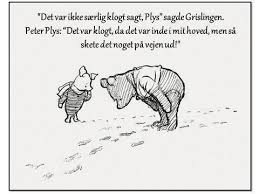 "Det var ikke særlig klogt sagt, Plys" sagde Grislingen.
Peter Plys: "Det var klogt, da det var inde i mit hoved, men så
skete det noget på vejen ud!"